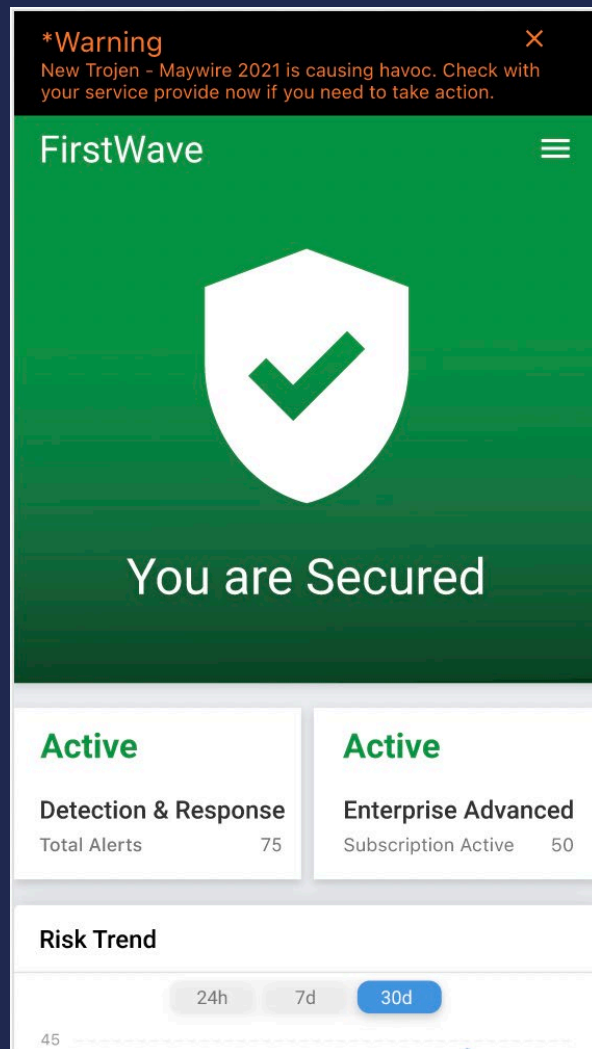 *Warning
New Trojen - Maywire 2021 is causing havoc. Check with
your service provide now if you need to take action.
FirstWave
You are Secured
Active
Detection & Response
Total Alerts 75
Active
Enterprise Advanced
Subscription Active 50
Risk Trend
24h 7d 30d
45